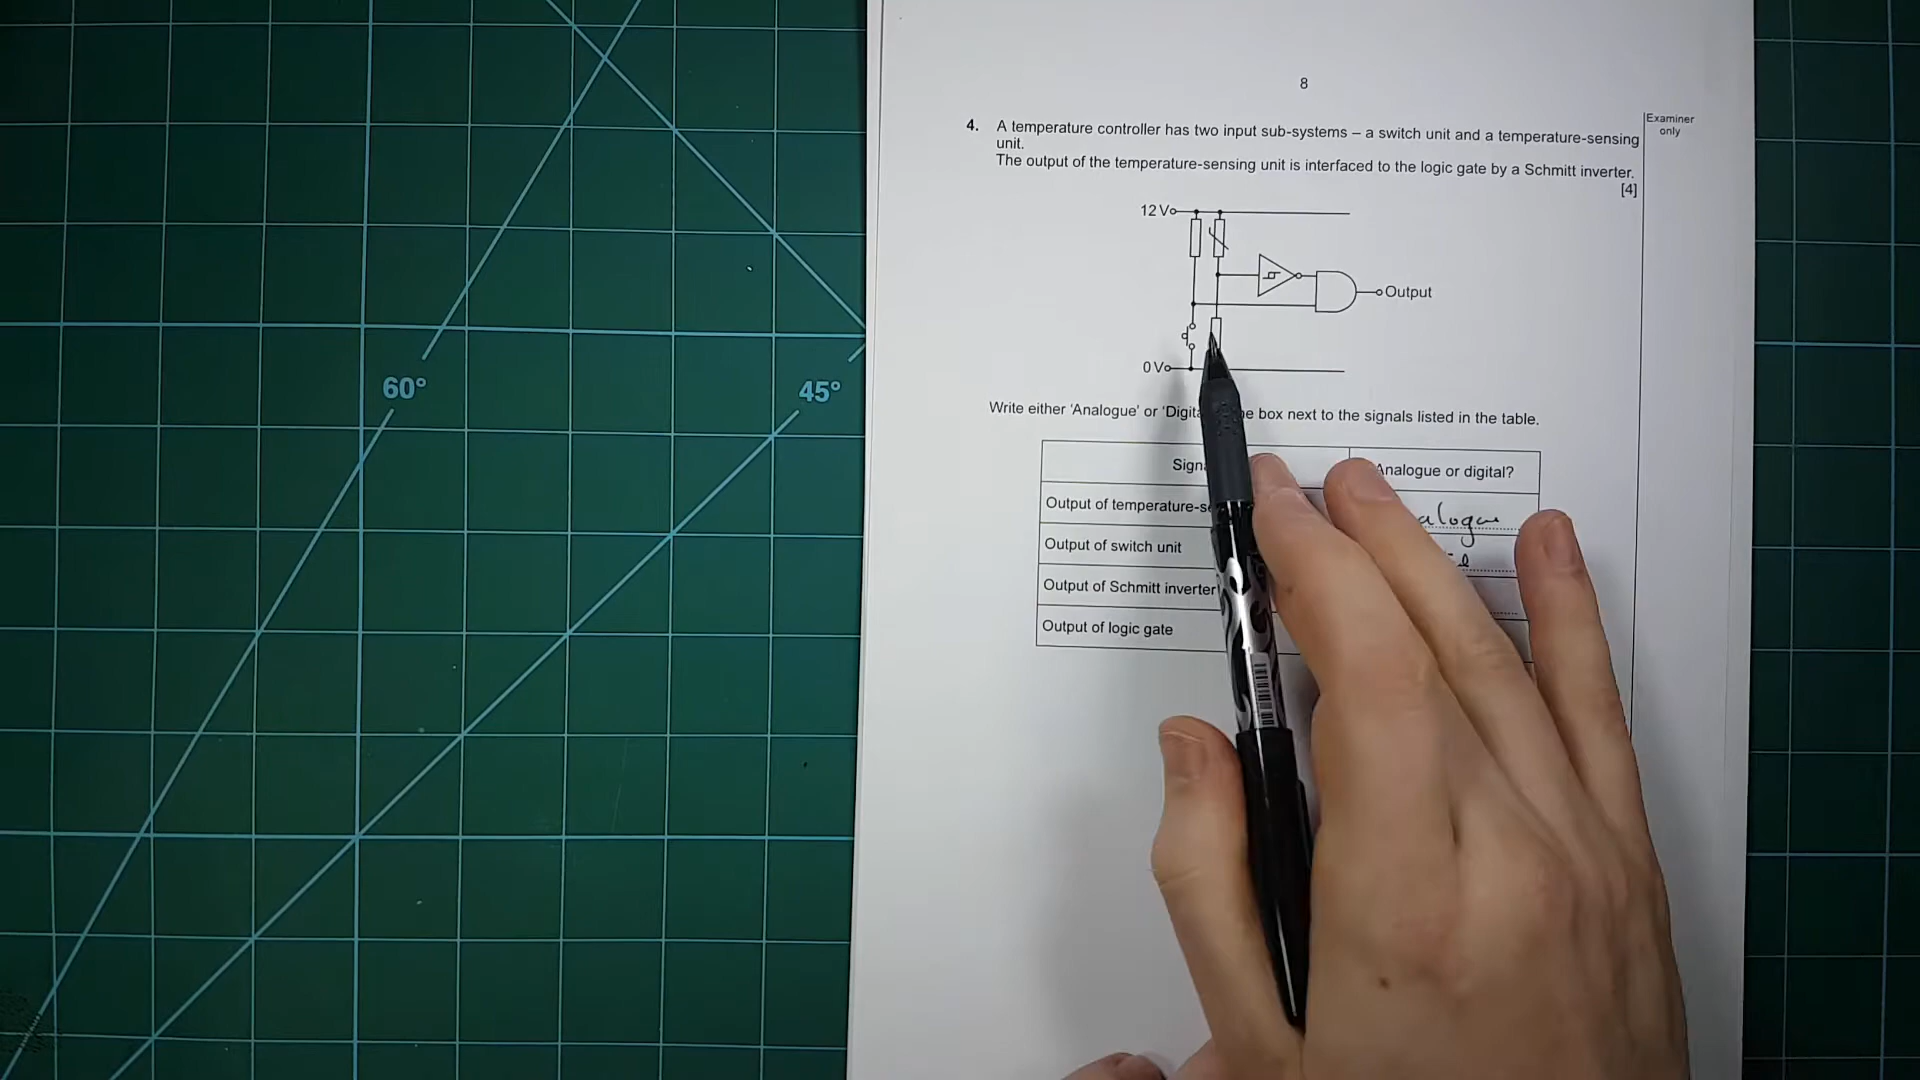 8
Examiner
only
4. A temperature controller has two input sub-systems – a switch unit and a temperature-sensing
unit.
The output of the temperature-sensing unit is interfaced to the logic gate by a Schmitt inverter.
[4]
12 V
Output
0 V
Write either 'Analogue' or 'Digita box next to the signals listed in the table.
Analogue or digital?
Output of temperature-s
alogue
Output of switch unit
Output of Schmitt inverter
Output of logic gate
60°
45°